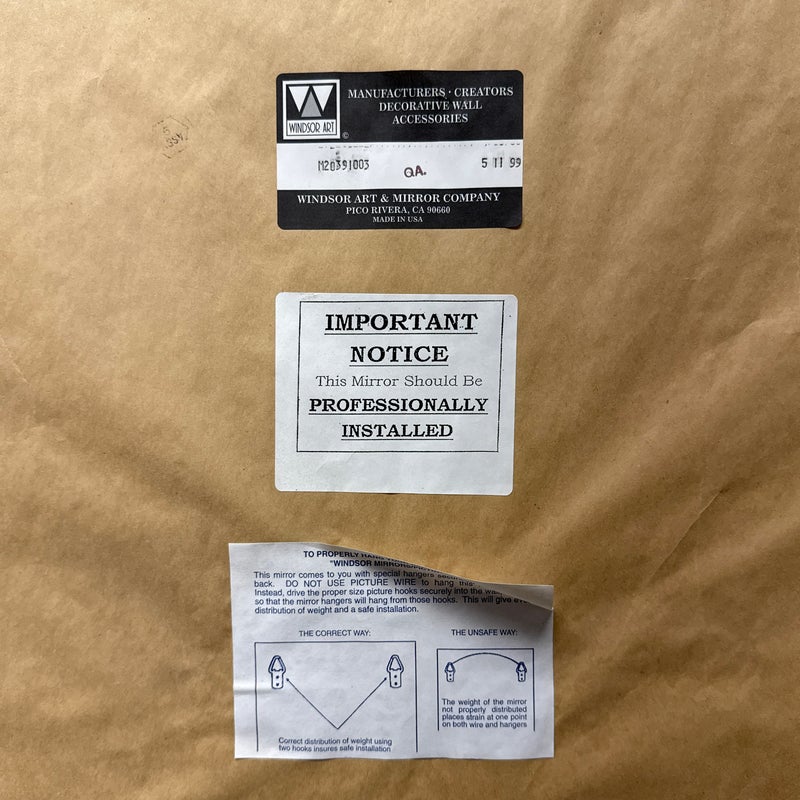 MANUFACTURERS · CREATORS
DECORATIVE WALL
ACCESSORIES
WINDSOR ART ©
M20391003
QA.
5 11 99
WINDSOR ART & MIRROR COMPANY
PICO RIVERA, CA 90660
MADE IN USA
IMPORTANT
NOTICE
This Mirror Should Be
PROFESSIONALLY
INSTALLED
TO PROPERLY
"WINDSOR
This mirror comes to you with special hangers
back. DO NOT USE PICTURE WIRE to hang this
Instead, drive the proper size picture hooks securely into the
so that the mirror hangers will hang from those hooks. This will give
distribution of weight and a safe installation.
THE CORRECT WAY:
Correct distribution of weight using
two hooks insures safe installation
THE UNSAFE WAY:
The weight of the mirror
not properly distributed
places strain at one point
on both wire and hangers